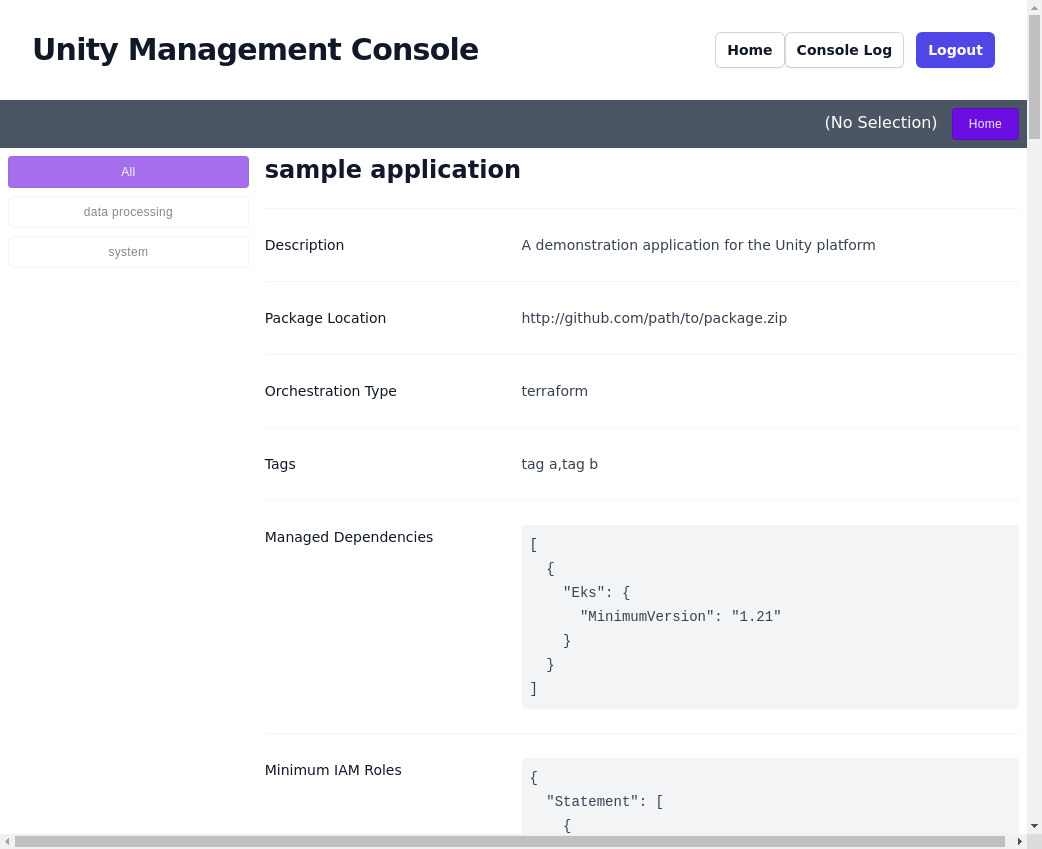 Unity Management Console
Home Console Log Logout
(No Selection) Home
All
data processing
system
sample application
Description A demonstration application for the Unity platform
Package Location http://github.com/path/to/package.zip
Orchestration Type terraform
Tags tag a,tag b
Managed Dependencies
[
  {
    "Eks": {
      "MinimumVersion": "1.21"
    }
  }
]
Minimum IAM Roles
{
  "Statement": [
    {